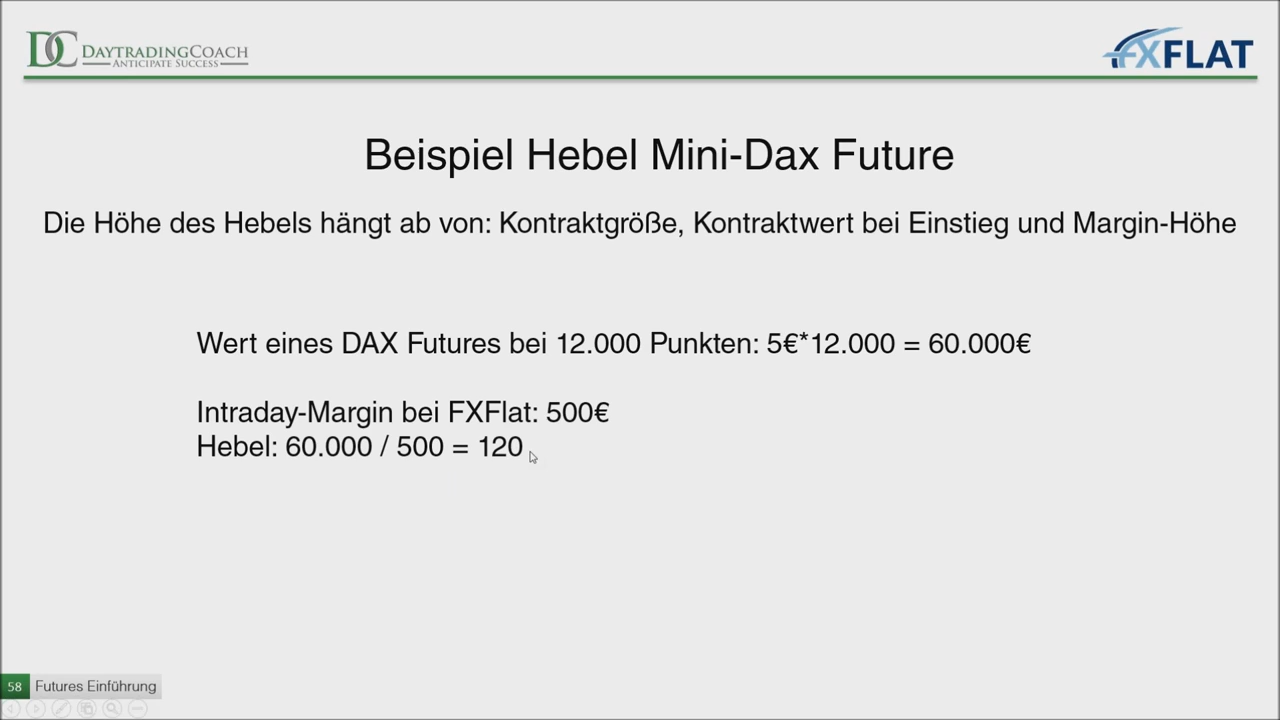 DC DAYTRADINGCOACH
ANTICIPATE SUCCESS
FXFLAT
Beispiel Hebel Mini-Dax Future
Die Höhe des Hebels hängt ab von: Kontraktgröße, Kontraktwert bei Einstieg und Margin-Höhe
Wert eines DAX Futures bei 12.000 Punkten: 5€*12.000 = 60.000€
Intraday-Margin bei FXFlat: 500€
Hebel: 60.000 / 500 = 120
58 Futures Einführung